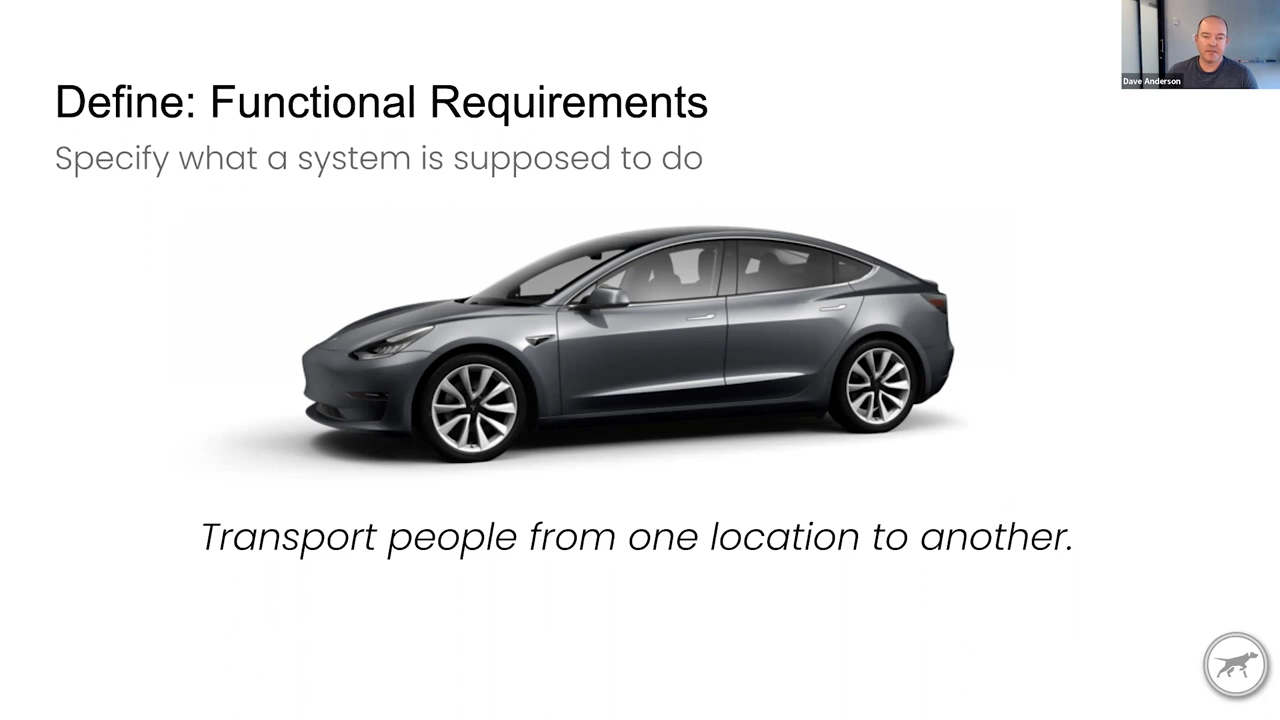 Define: Functional Requirements
Specify what a system is supposed to do
Dave Anderson
Transport people from one location to another.